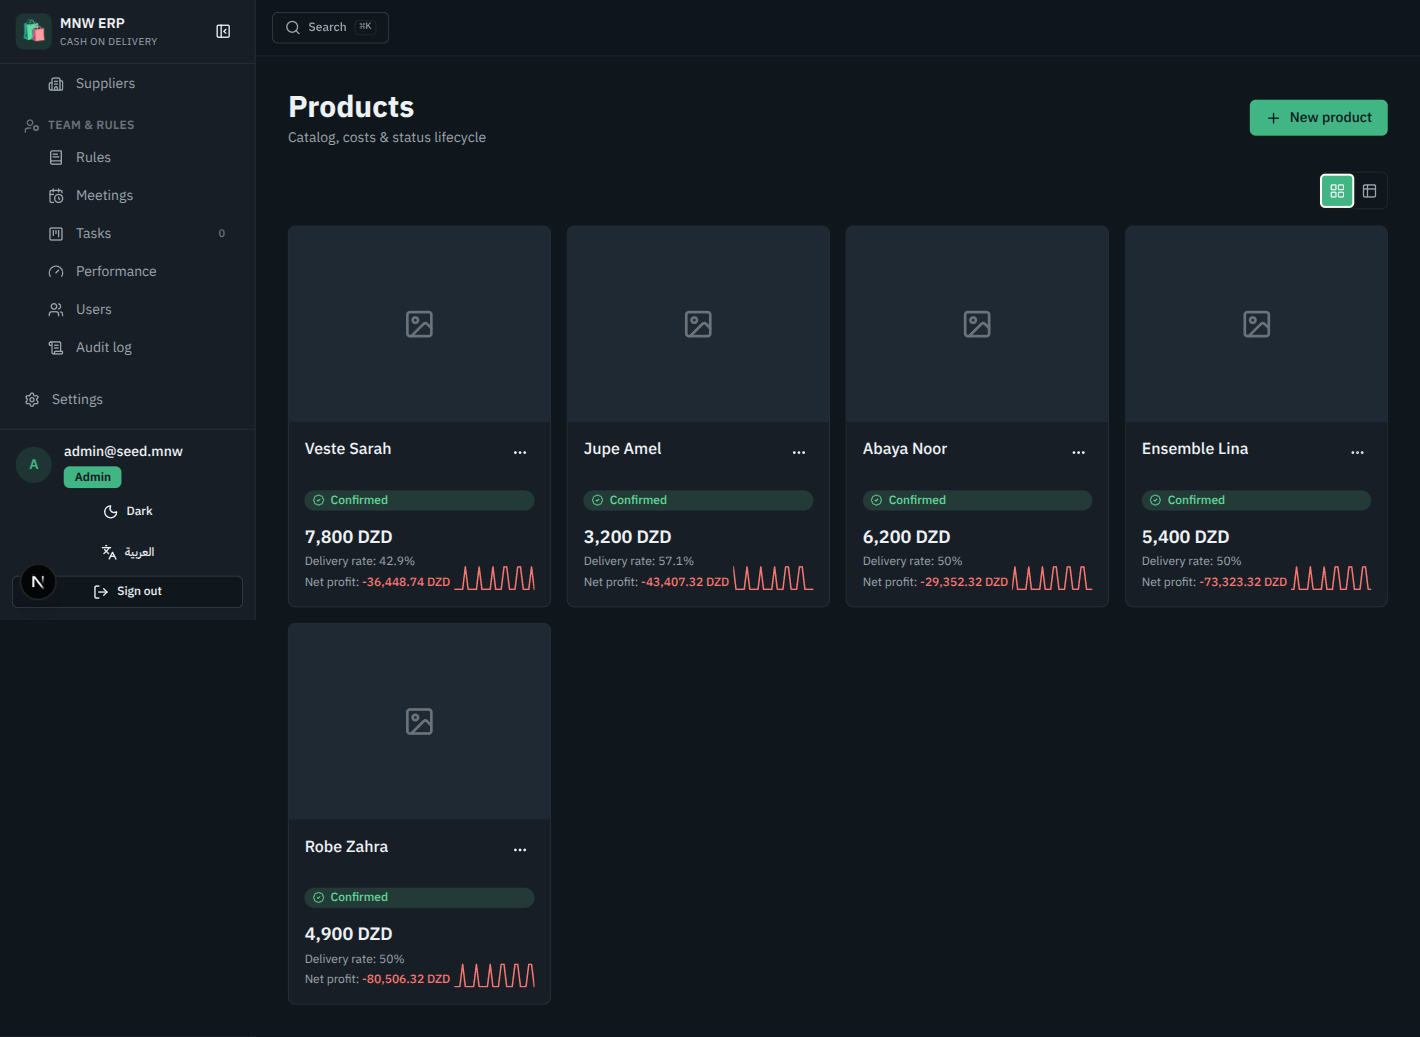 MNW ERP
CASH ON DELIVERY
Suppliers
TEAM & RULES
Rules
Meetings
Tasks 0
Performance
Users
Audit log
Settings
A
admin@seed.mnw
Admin
Dark
العربية
N
Sign out
Search ⌘K
Products
Catalog, costs & status lifecycle
New product
Veste Sarah
Confirmed
7,800 DZD
Delivery rate: 42.9%
Net profit: -36,448.74 DZD
Jupe Amel
Confirmed
3,200 DZD
Delivery rate: 57.1%
Net profit: -43,407.32 DZD
Abaya Noor
Confirmed
6,200 DZD
Delivery rate: 50%
Net profit: -29,352.32 DZD
Ensemble Lina
Confirmed
5,400 DZD
Delivery rate: 50%
Net profit: -73,323.32 DZD
Robe Zahra
Confirmed
4,900 DZD
Delivery rate: 50%
Net profit: -80,506.32 DZD